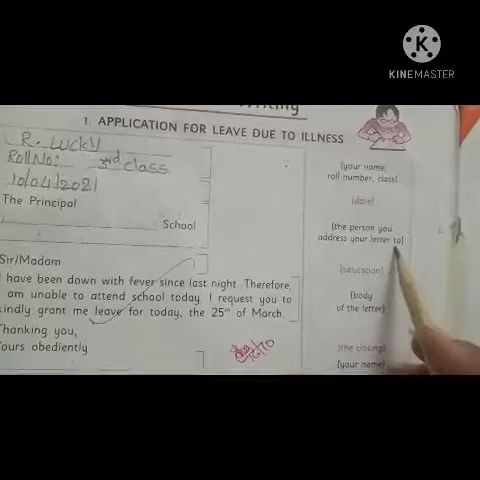 K
KINEMASTER
Writing
1. APPLICATION FOR LEAVE DUE TO ILLNESS
R. Lucky
Roll No: 3rd class
10/04/2021
The Principal
School
Sir/Madam
I have been down with fever since last night. Therefore,
I am unable to attend school today. I request you to
kindly grant me leave for today, the 25th of March.
Thanking you,
Yours obediently
[your name,
roll number, class]
[date]
[the person you
address your letter to]
[salutation]
[body
of the letter]
[the closing]
[your name]